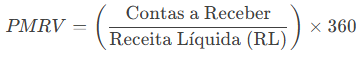 PMRV = (Contas a Receber / Receita Líquida (RL)) × 360